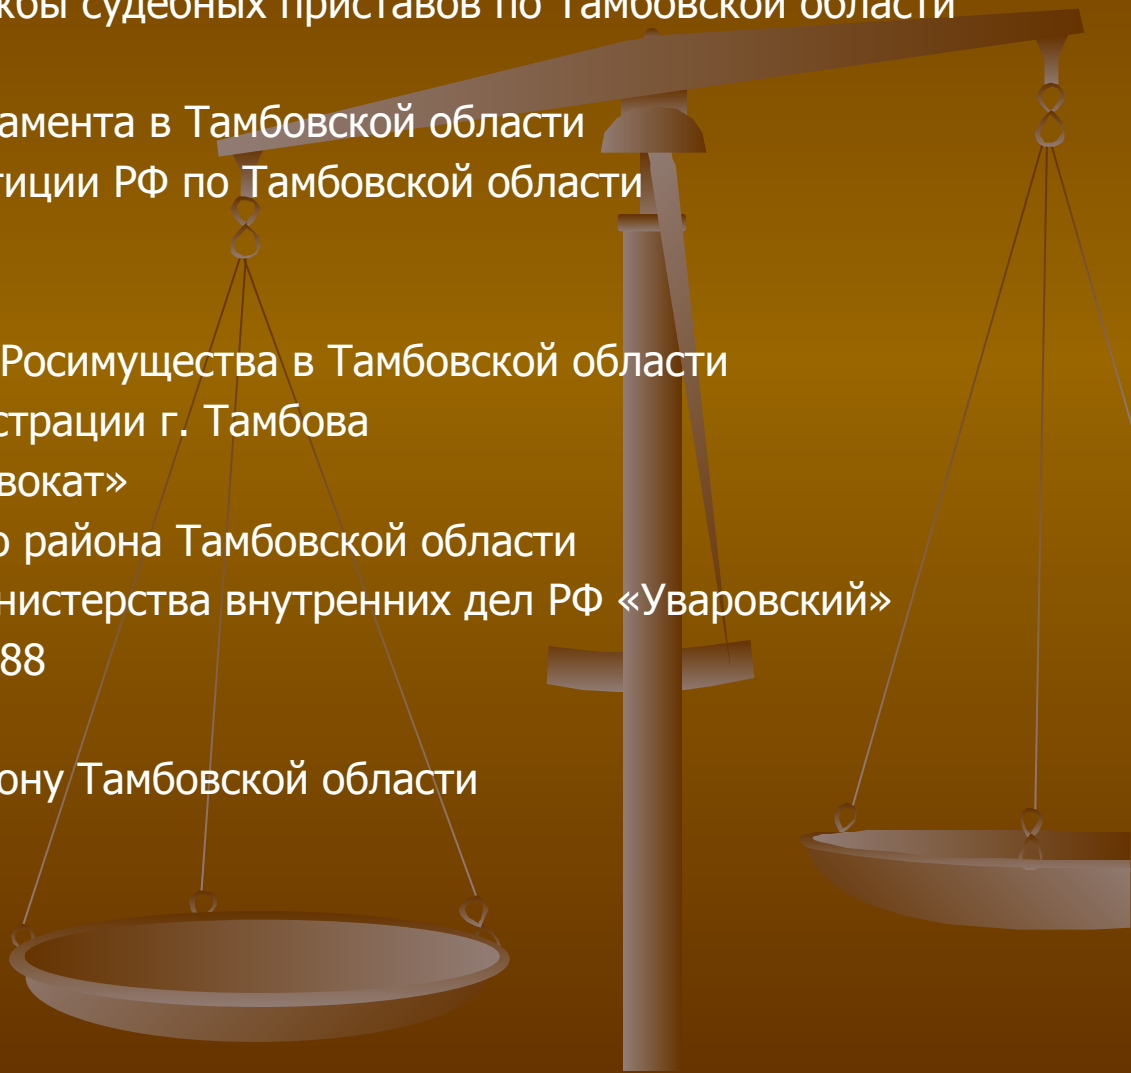 жбы судебных приставов по Тамбовской области
амента в Тамбовской области
тиции РФ по Тамбовской области
Росимущества в Тамбовской области
страции г. Тамбова
вокат»
о района Тамбовской области
нистерства внутренних дел РФ «Уваровский»
88
ону Тамбовской области